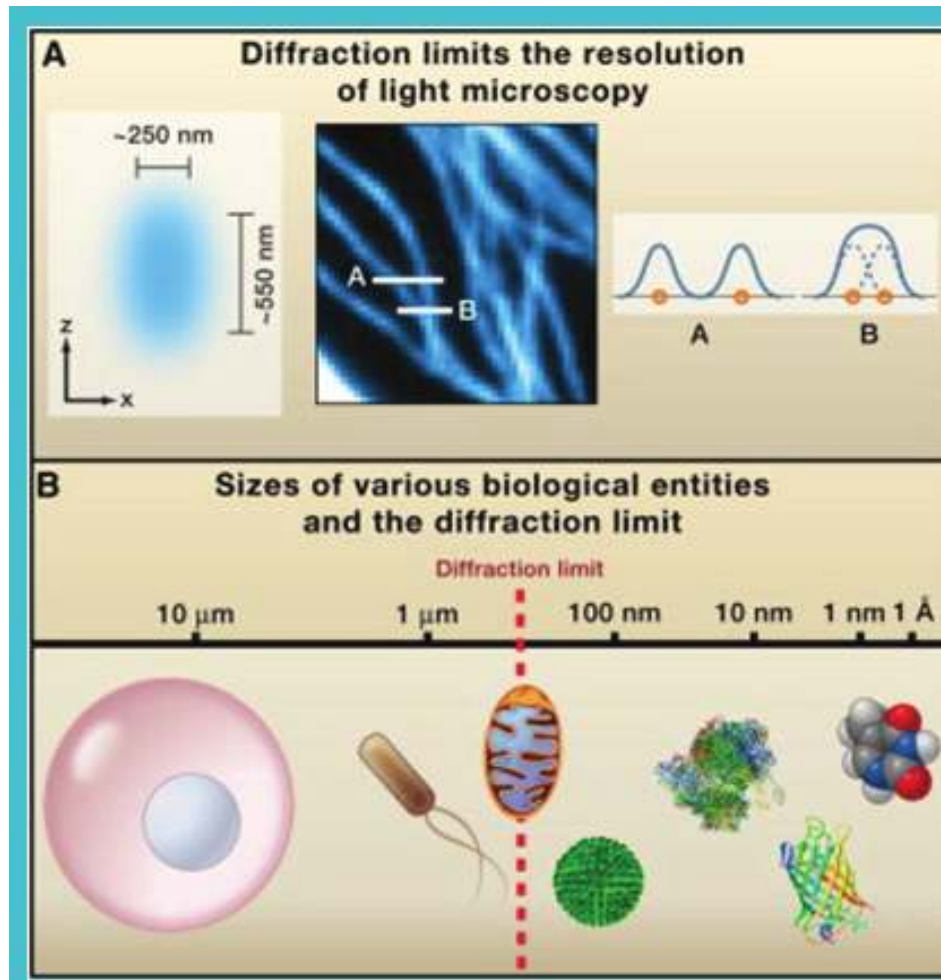 A
Diffraction limits the resolution
of light microscopy
~250 nm
~550 nm
z
x
A
B
A
B
B
Sizes of various biological entities
and the diffraction limit
Diffraction limit
10 μm
1 μm
100 nm
10 nm
1 nm
1 Å